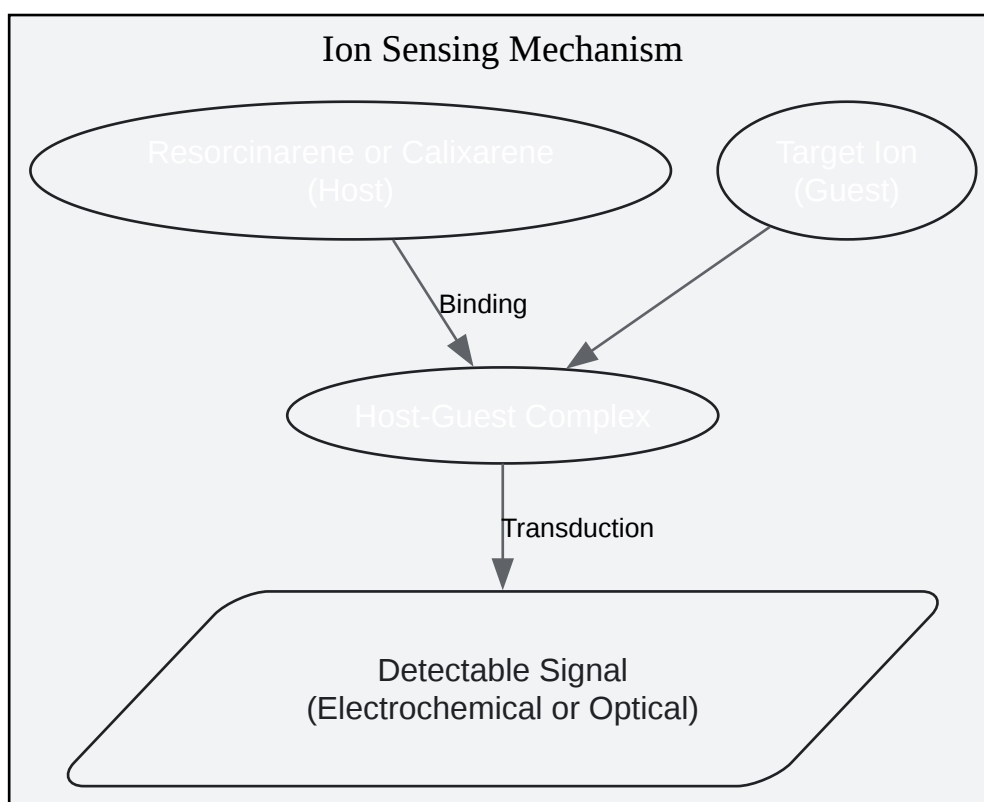 Ion Sensing Mechanism
Resorcinarene or Calixarene
(Host)
Target Ion
(Guest)
Binding
Host-Guest Complex
Transduction
Detectable Signal
(Electrochemical or Optical)